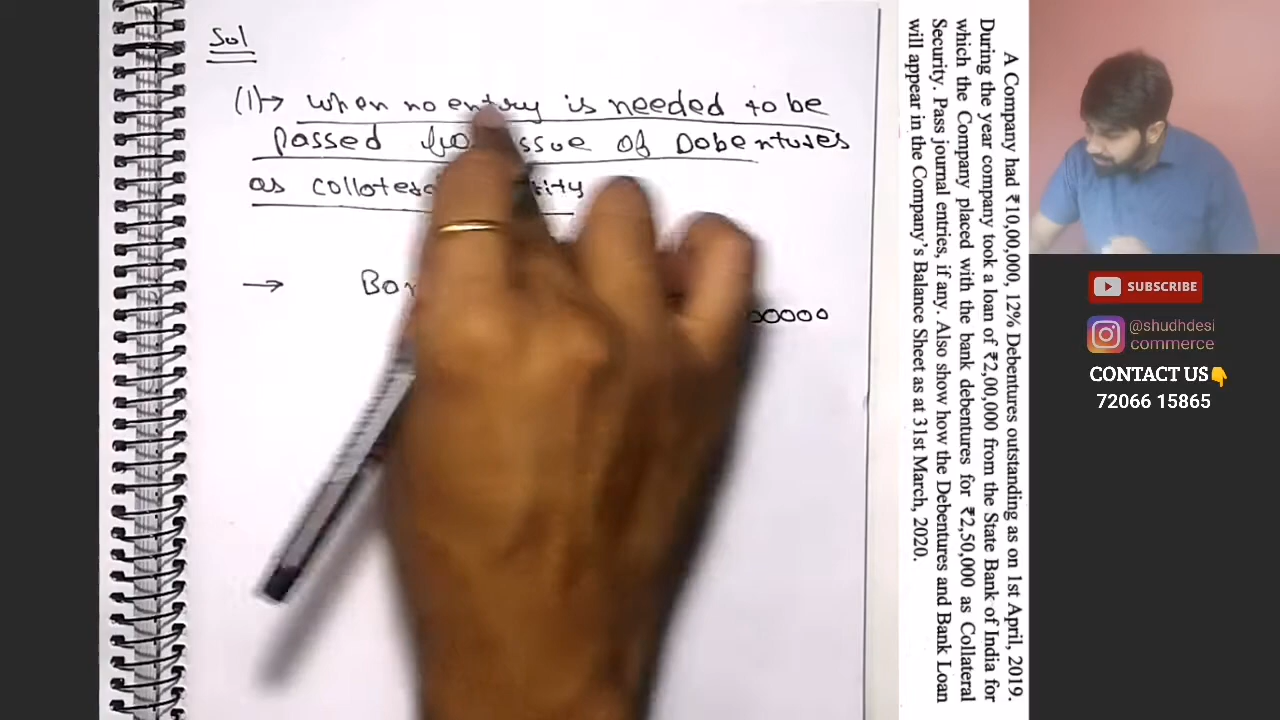 Sol
(1)→ When no entry is needed to be
passed ssue of Debentures
as
→
00000
A Company had ₹10,00,000, 12% Debentures outstanding as on 1st April, 2019.
During the year company took a loan of ₹2,00,000 from the State Bank of India for
which the Company placed with the bank debentures for ₹2,50,000 as Collateral
Security. Pass journal entries, if any. Also show how the Debentures and Bank Loan
will appear in the Company's Balance Sheet as at 31st March, 2020.
SUBSCRIBE
@shudhdesi
commerce
CONTACT US👇
72066 15865